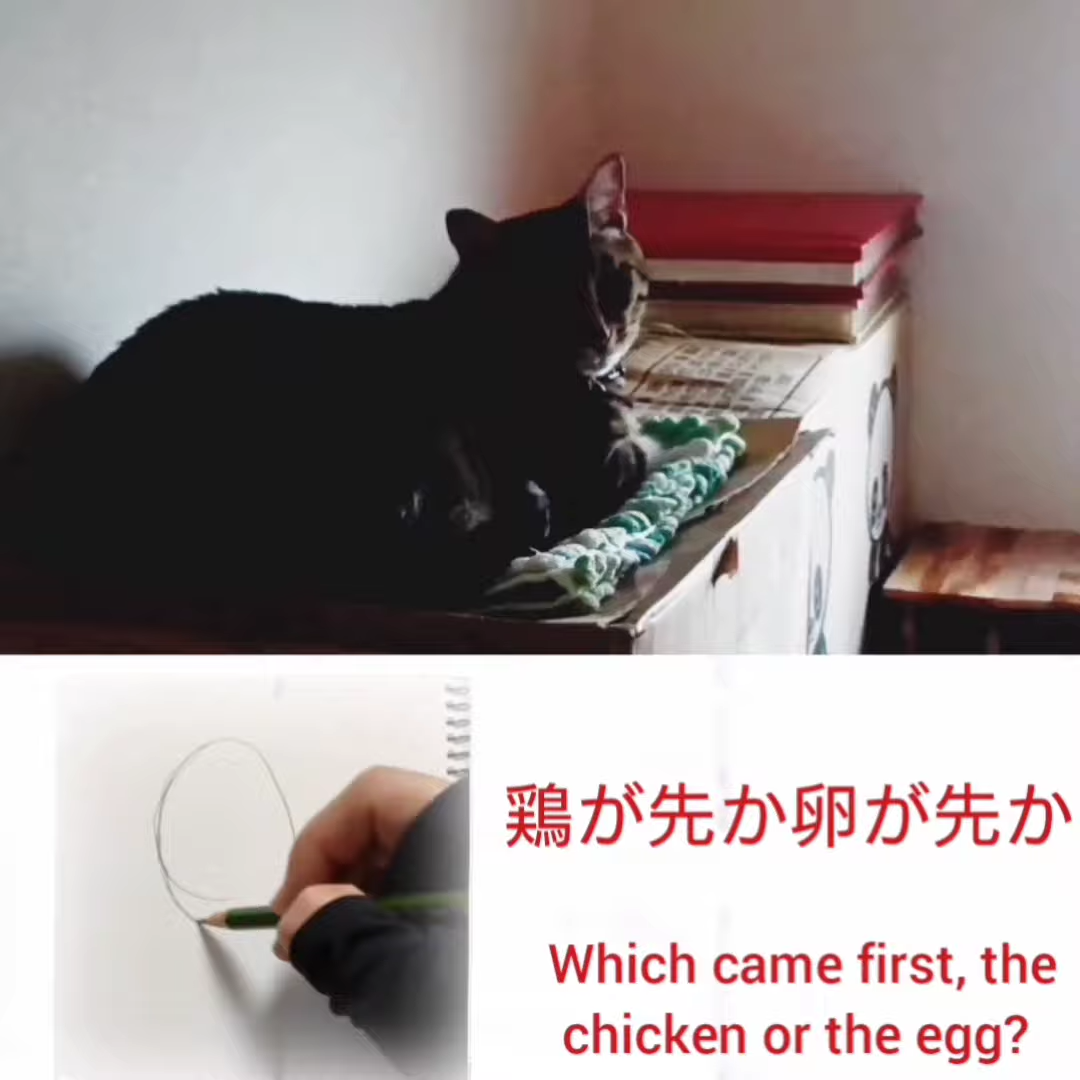 鶏が先か卵が先か
Which came first, the
chicken or the egg?